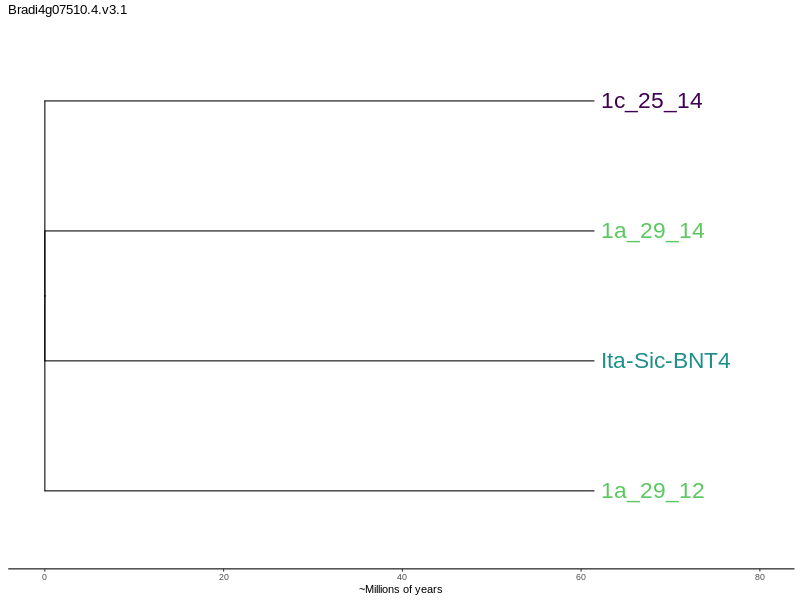 Bradi4g07510.4.v3.1
1c_25_14
1a_29_14
Ita-Sic-BNT4
1a_29_12
0 20 40 60 80
~Millions of years